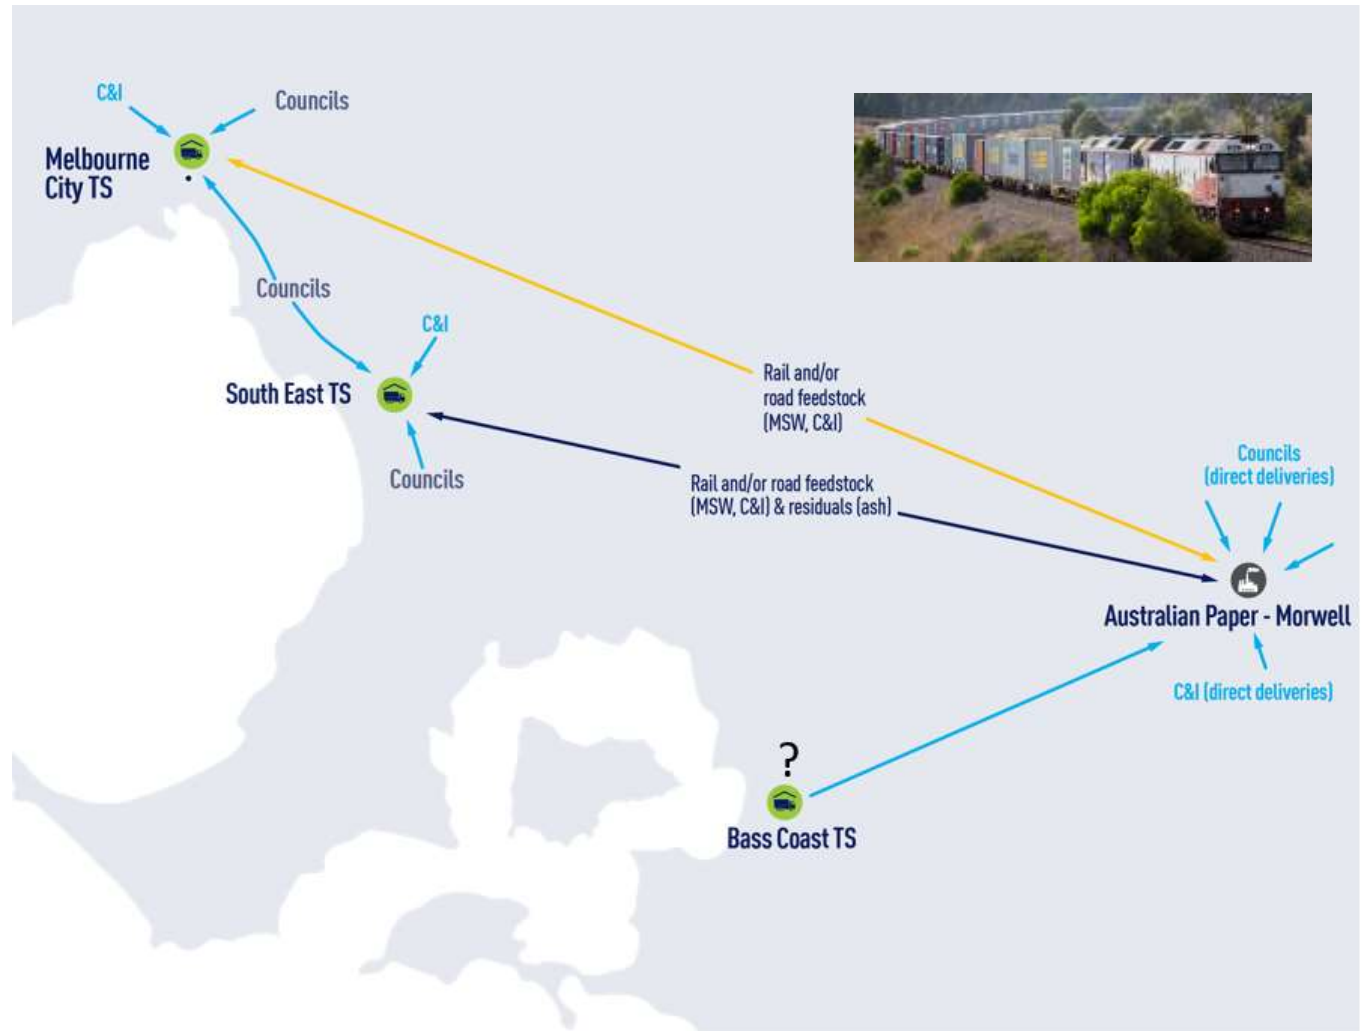 C&I
Councils
Melbourne
City TS
Councils
C&I
South East TS
Councils
Rail and/or
road feedstock
(MSW, C&I)
Rail and/or road feedstock
(MSW, C&I) & residuals (ash)
Councils
(direct deliveries)
Australian Paper - Morwell
C&I (direct deliveries)
?
Bass Coast TS